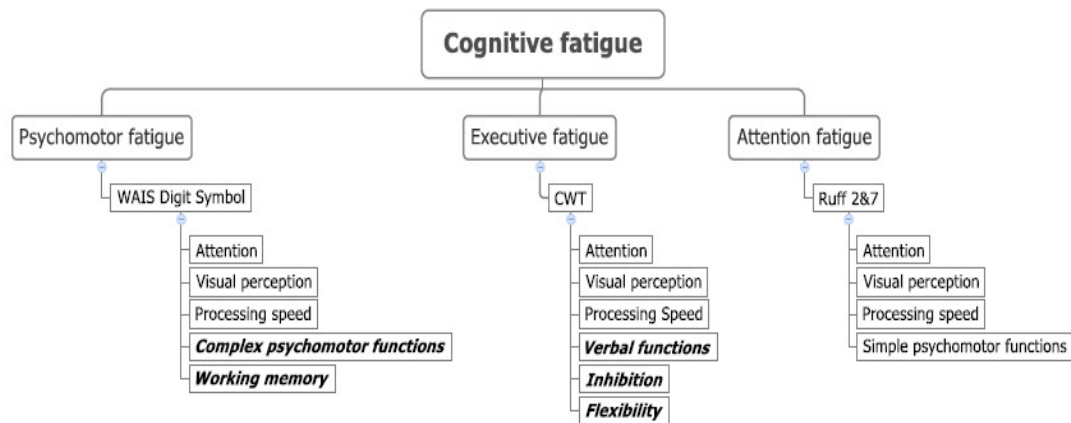 Cognitive fatigue
Psychomotor fatigue
Executive fatigue
Attention fatigue
WAIS Digit Symbol
CWT
Ruff 2&7
Attention
Visual perception
Processing speed
Complex psychomotor functions
Working memory
Attention
Visual perception
Processing Speed
Verbal functions
Inhibition
Flexibility
Attention
Visual perception
Processing speed
Simple psychomotor functions